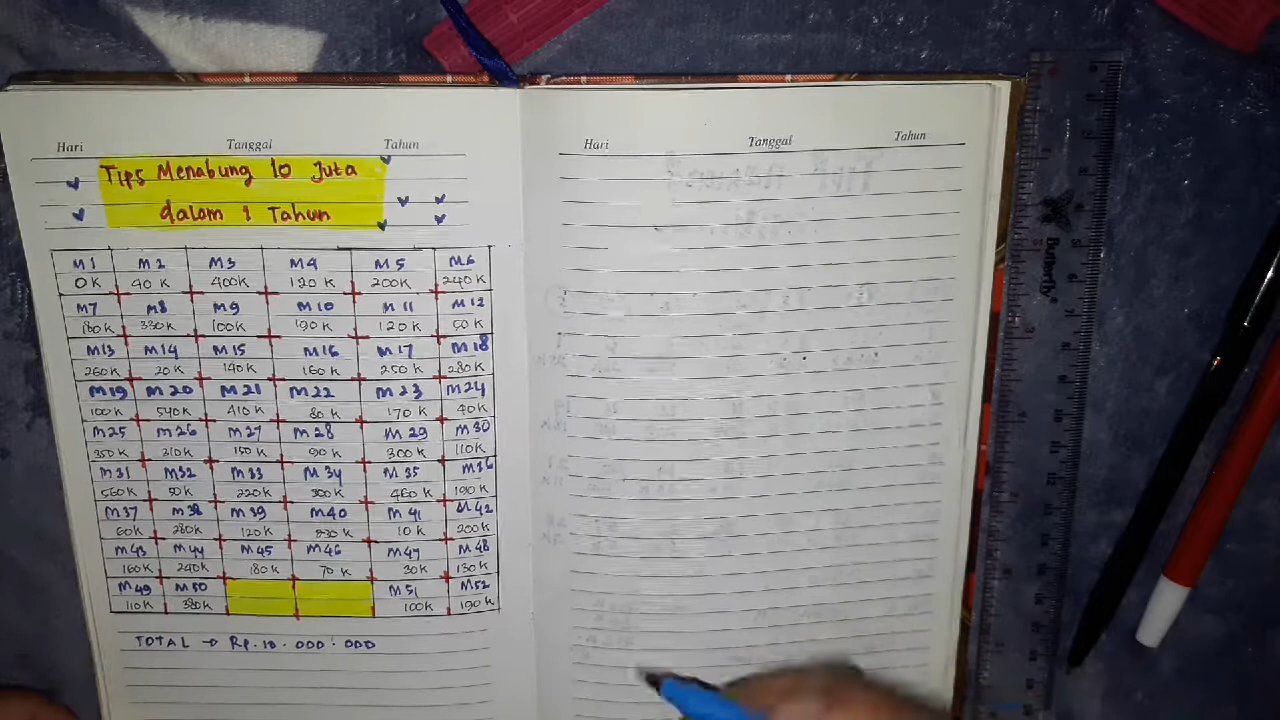 Hari Tanggal Tahun
Tips Menabung 10 Juta
dalam 1 Tahun
M1 M2 M3 M4 M5 M6
0K 40K 400K 120K 200K 240K
M7 M8 M9 M10 M11 M12
180K 330K 100K 190K 120K 50K
M13 M14 M15 M16 M17 M18
260K 20K 140K 160K 250K 280K
M19 M20 M21 M22 M23 M24
100K 540K 410K 80K 170K 40K
M25 M26 M27 M28 M29 M30
350K 210K 150K 90K 300K 110K
M31 M32 M33 M34 M35 M36
560K 50K 220K 300K 460K 190K
M37 M38 M39 M40 M41 M42
60K 280K 120K 10K 200K
M43 M44 M45 M46 M47 M48
160K 240K 180K 70K 30K 130K
M49 M50 M51 M52
110K 380K 100K 190K
TOTAL → Rp. 10.000.000
Hari Tanggal Tahun
Butterfly